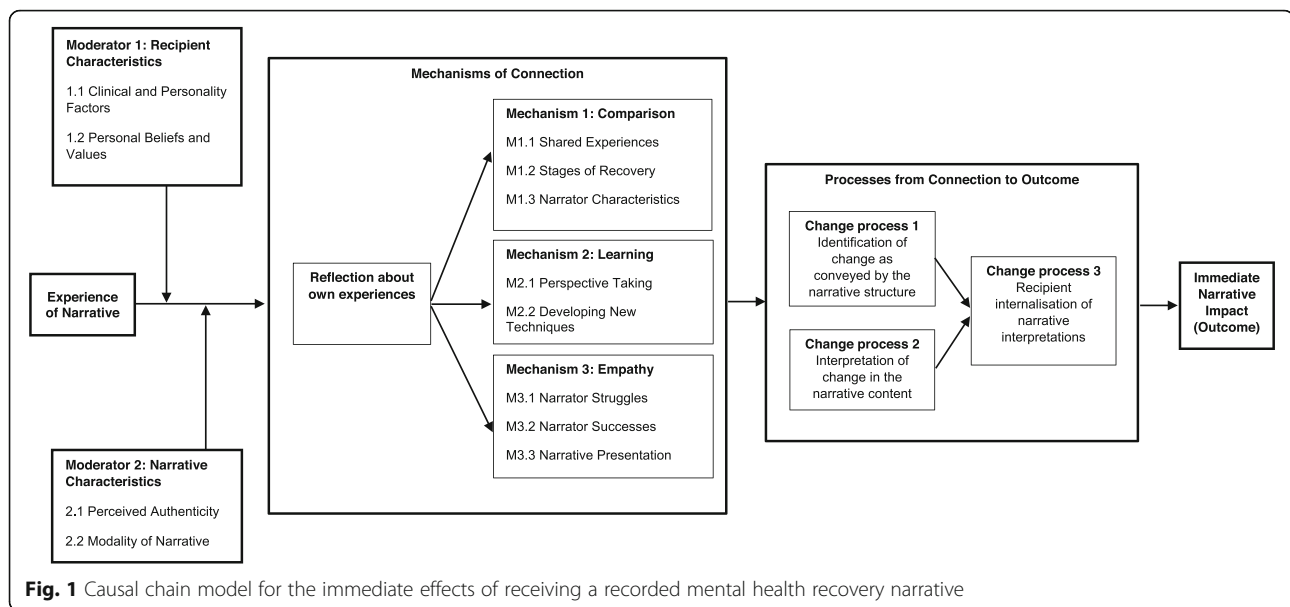 Moderator 1: Recipient
Characteristics
1.1 Clinical and Personality
Factors
1.2 Personal Beliefs and
Values
Experience
of Narrative
Moderator 2: Narrative
Characteristics
2.1 Perceived Authenticity
2.2 Modality of Narrative
Mechanisms of Connection
Reflection about
own experiences
Mechanism 1: Comparison
M1.1 Shared Experiences
M1.2 Stages of Recovery
M1.3 Narrator Characteristics
Mechanism 2: Learning
M2.1 Perspective Taking
M2.2 Developing New
Techniques
Mechanism 3: Empathy
M3.1 Narrator Struggles
M3.2 Narrator Successes
M3.3 Narrative Presentation
Processes from Connection to Outcome
Change process 1
Identification of
change as
conveyed by the
narrative structure
Change process 2
Interpretation of
change in the
narrative content
Change process 3
Recipient
internalisation of
narrative
interpretations
Immediate
Narrative
Impact
(Outcome)
Fig. 1 Causal chain model for the immediate effects of receiving a recorded mental health recovery narrative